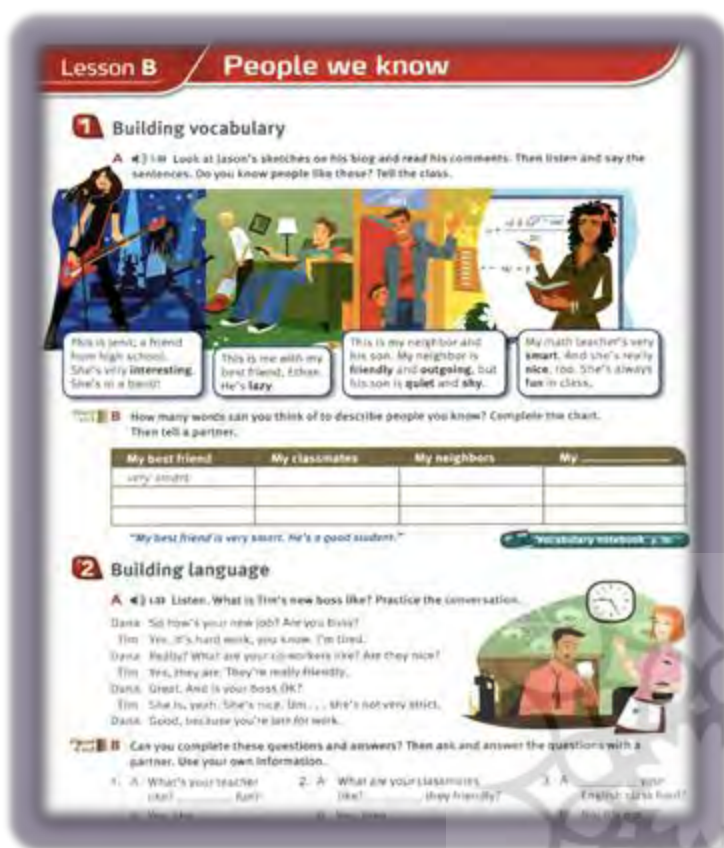 Lesson B
People we know
1 Building vocabulary
A 1.38 Look at Jason's sketches on his blog and read his comments. Then listen and say the
sentences. Do you know people like these? Tell the class.
This is Jenit, a friend
from high school.
She's very interesting.
She's in a band!
This is me with my
best friend, Ethan.
He's lazy.
This is my neighbor and
his son. My neighbor is
friendly and outgoing, but
his son is quiet and shy.
My math teacher's very
smart. And she's really
nice, too. She's always
fun in class.
B How many words can you think of to describe people you know? Complete the chart.
Then tell a partner.
My best friend
My classmates
My neighbors
My
very smart
"My best friend is very smart. He's a good student."
Vocabulary notebook p.
2 Building language
A Listen. What is Tim's new boss like? Practice the conversation.
Dana So how's your new job? Are you busy?
Tim Yes. It's hard work, you know. I'm tired.
Dana Really? What are your co-workers like? Are they nice?
Tim Yes, they are. They're really friendly.
Dana Great. And is your boss OK?
Tim She is, yeah. She's nice. Um . . . she's not very strict.
Dana Good, because you're late for work.
B Can you complete these questions and answers? Then ask and answer the questions with a
partner. Use your own information.
1. A What's your teacher
like? fun?
2. A What are your classmates
like? they friendly?
3. A your
English class hard?